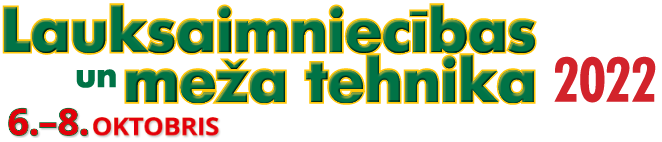 Lauksaimniecības
un meža tehnika 2022
6.–8. OKTOBRIS